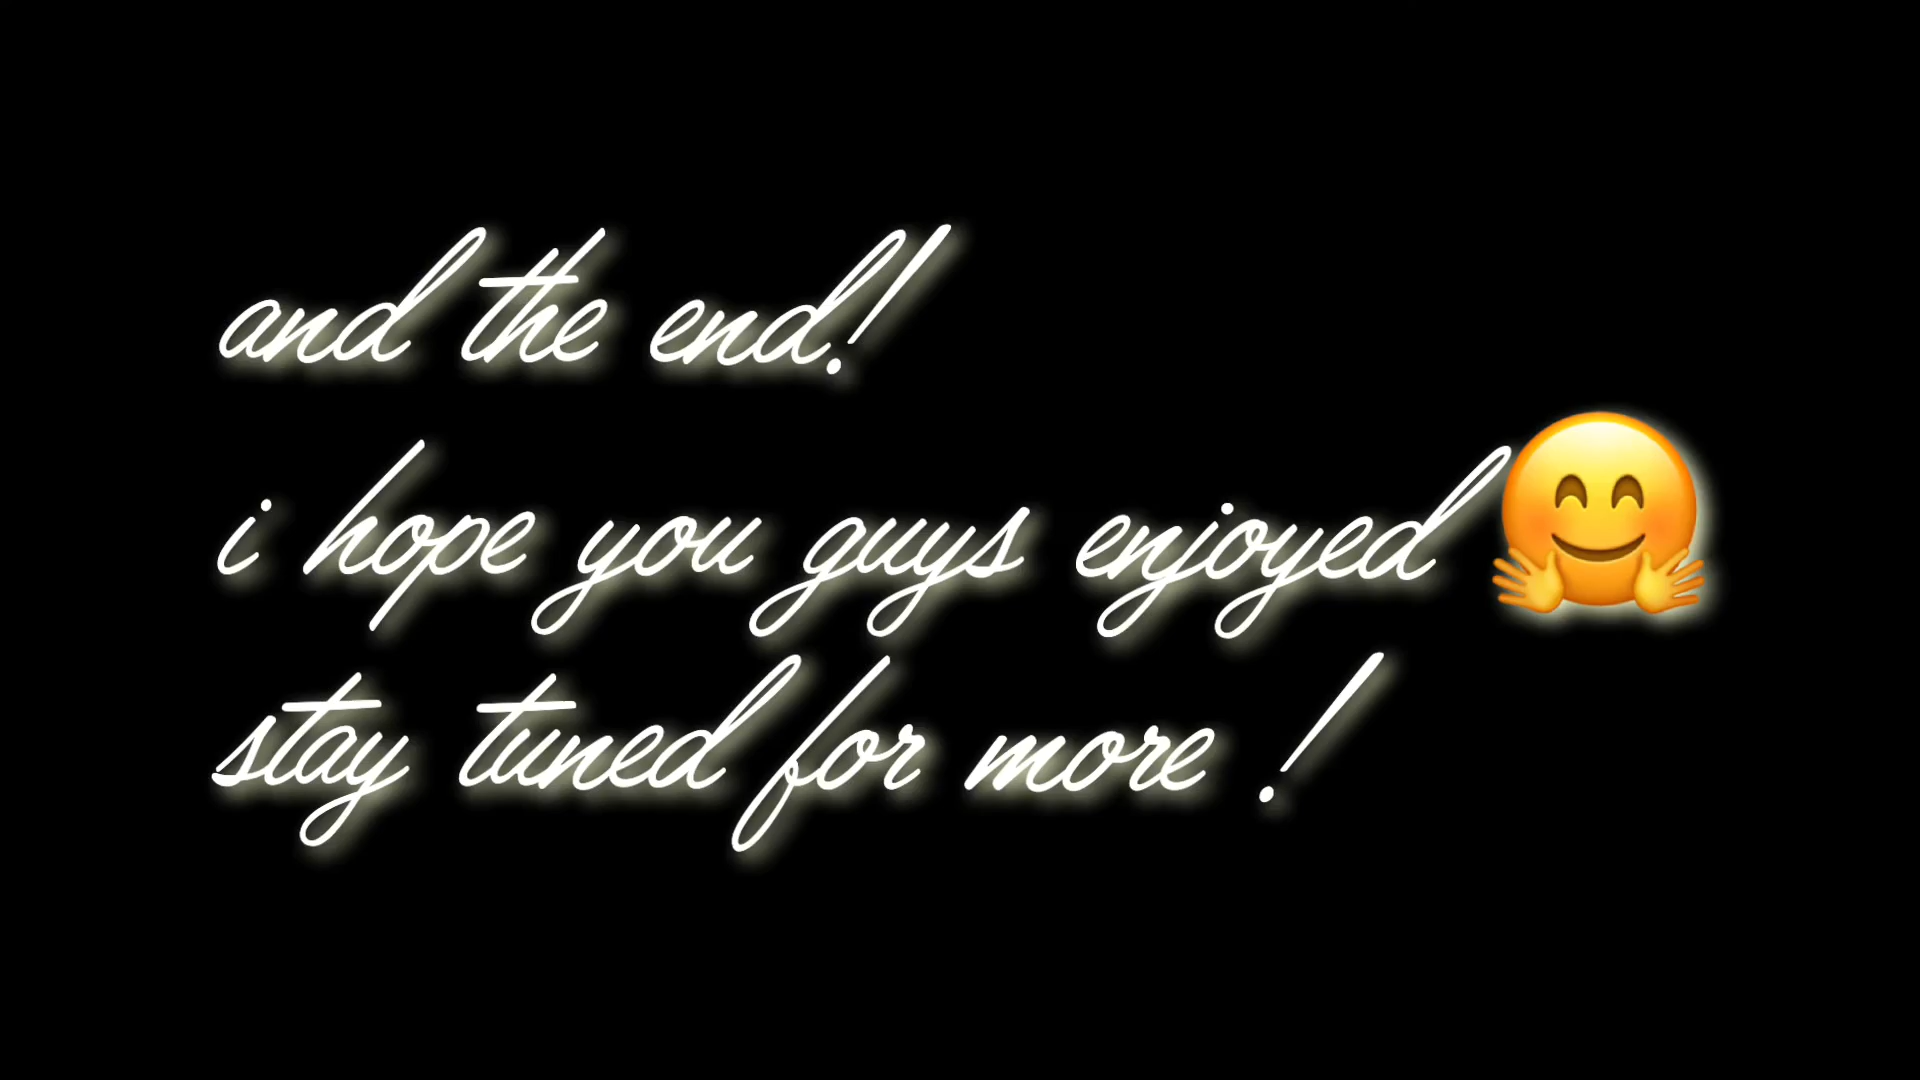 and the end!
i hope you guys enjoyed🤗
stay tuned for more !